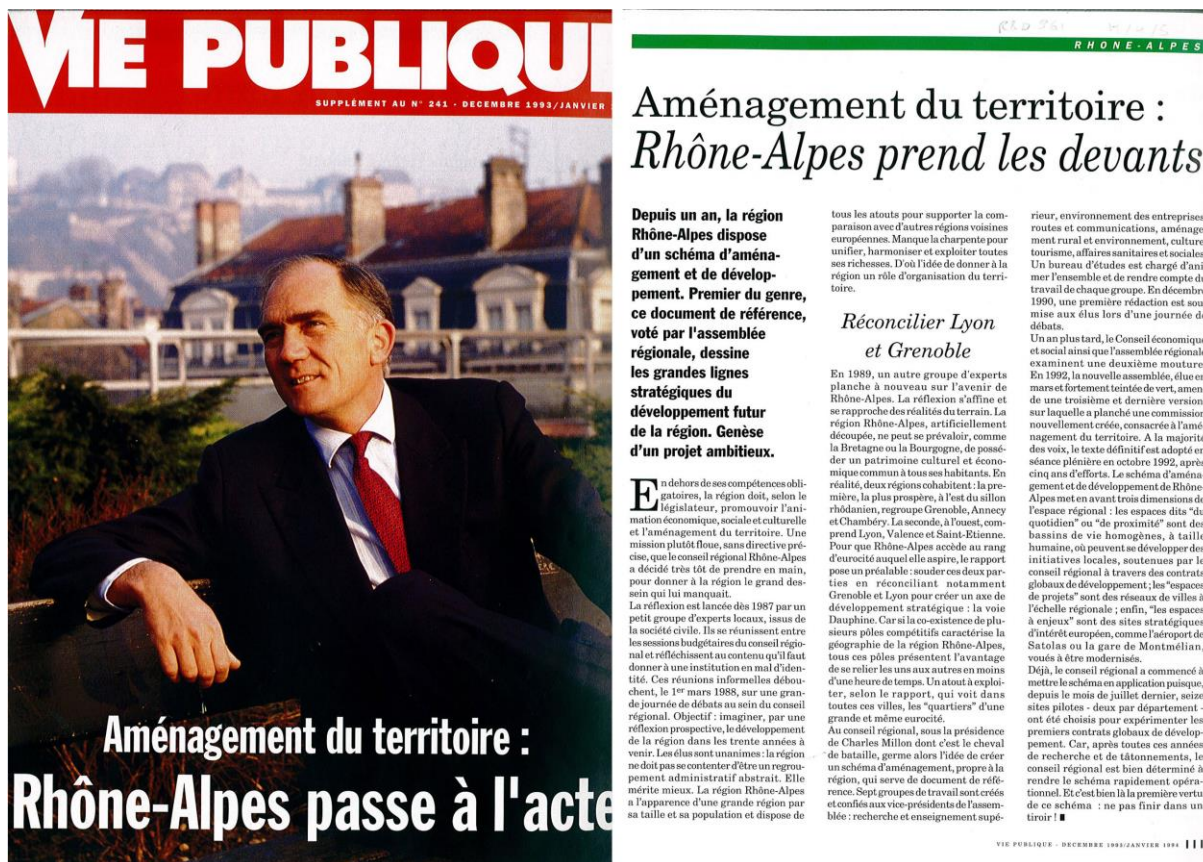 VIE PUBLIQU
SUPPLÉMENT AU N° 241 - DECEMBRE 1993/JANVIER
Aménagement du territoire :
Rhône-Alpes passe à l'acte
RHONE-ALPES
Aménagement du territoire :
Rhône-Alpes prend les devants
Depuis un an, la région
Rhône-Alpes dispose
d'un schéma d'aména-
gement et de dévelop-
pement. Premier du genre,
ce document de référence,
voté par l'assemblée
régionale, dessine
les grandes lignes
stratégiques du
développement futur
de la région. Genèse
d'un projet ambitieux.
En dehors de ses compétences obli-
gatoires, la région doit, selon le
législateur, promouvoir l'ani-
mation économique, sociale et culturelle
et l'aménagement du territoire. Une
mission plutôt floue, sans directive pré-
cise, que le conseil régional Rhône-Alpes
a décidé très tôt de prendre en main,
pour donner à la région le grand des-
sein qui lui manquait.
La réflexion est lancée dès 1987 par un
petit groupe d'experts locaux, issus de
la société civile. Ils se réunissent entre
les sessions budgétaires du conseil régio-
nal et réfléchissent au contenu qu'il faut
donner à une institution en mal d'iden-
tité. Ces réunions informelles débou-
chent, le 1er mars 1988, sur une gran-
de journée de débats au sein du conseil
régional. Objectif : imaginer, par une
réflexion prospective, le développement
de la région dans les trente années à
venir. Les élus sont unanimes : la région
ne doit pas se contenter d'être un regrou-
pement administratif abstrait. Elle
mérite mieux. La région Rhône-Alpes
a l'apparence d'une grande région par
sa taille et sa population et dispose de
tous les atouts pour supporter la com-
paraison avec d'autres régions voisines
européennes. Manque la charpente pour
unifier, harmoniser et exploiter toutes
ses richesses. D'où l'idée de donner à la
région un rôle d'organisation du terri-
toire.
Réconcilier Lyon
et Grenoble
En 1989, un autre groupe d'experts
planche à nouveau sur l'avenir de
Rhône-Alpes. La réflexion s'affine et
se rapproche des réalités du terrain. La
région Rhône-Alpes, artificiellement
découpée, ne peut se prévaloir, comme
la Bretagne ou la Bourgogne, de possé-
der un patrimoine culturel et écono-
mique commun à tous ses habitants. En
réalité, deux régions cohabitent : la pre-
mière, la plus prospère, à l'est du sillon
rhôdanien, regroupe Grenoble, Annecy
et Chambéry. La seconde, à l'ouest, com-
prend Lyon, Valence et Saint-Etienne.
Pour que Rhône-Alpes accède au rang
d'eurocité auquel elle aspire, le rapport
pose un préalable : souder ces deux par-
ties en réconciliant notamment
Grenoble et Lyon pour créer un axe de
développement stratégique : la voie
Dauphine. Car si la co-existence de plu-
sieurs pôles compétitifs caractérise la
géographie de la région Rhône-Alpes,
tous ces pôles présentent l'avantage
de se relier les uns aux autres en moins
d'une heure de temps. Un atout à exploi-
ter, selon le rapport, qui voit dans
toutes ces villes, les "quartiers" d'une
grande et même eurocité.
Au conseil régional, sous la présidence
de Charles Millon dont c'est le cheval
de bataille, germe alors l'idée de créer
un schéma d'aménagement, propre à la
région, qui serve de document de réfé-
rence. Sept groupes de travail sont créés
et confiés aux vice-présidents de l'assem-
blée : recherche et enseignement supé-
rieur, environnement des entreprises
routes et communications, aménage
ment rural et environnement, culture
tourisme, affaires sanitaires et sociales
Un bureau d'études est chargé d'ani
mer l'ensemble et de rendre compte du
travail de chaque groupe. En décembre
1990, une première rédaction est sou
mise aux élus lors d'une journée de
débats.
Un an plus tard, le Conseil économique
et social ainsi que l'assemblée régionale
examinent une deuxième mouture.
En 1992, la nouvelle assemblée, élue en
mars et fortement teintée de vert, amen
de une troisième et dernière version
sur laquelle a planché une commission
nouvellement créée, consacrée à l'amé
nagement du territoire. A la majorité
des voix, le texte définitif est adopté en
séance plénière en octobre 1992, après
cinq ans d'efforts. Le schéma d'aména
gement et de développement de Rhône-
Alpes met en avant trois dimensions de
l'espace régional : les espaces dits "du
quotidien" ou "de proximité" sont des
bassins de vie homogènes, à taille
humaine, où peuvent se développer des
initiatives locales, soutenues par le
conseil régional à travers des contrats
globaux de développement ; les "espaces
de projets" sont des réseaux de villes à
l'échelle régionale ; enfin, "les espaces
à enjeux" sont des sites stratégiques
d'intérêt européen, comme l'aéroport de
Satolas ou la gare de Montmélian,
voués à être modernisés.
Déjà, le conseil régional a commencé à
mettre le schéma en application puisque,
depuis le mois de juillet dernier, seize
sites pilotes - deux par département -
ont été choisis pour expérimenter les
premiers contrats globaux de dévelop-
pement. Car, après toutes ces années
de recherche et de tâtonnements, le
conseil régional est bien déterminé à
rendre le schéma rapidement opéra-
tionnel. Et c'est bien là la première vertu
de ce schéma : ne pas finir dans un
tiroir !
VIE PUBLIQUE - DECEMBRE 1993/JANVIER 1994 III